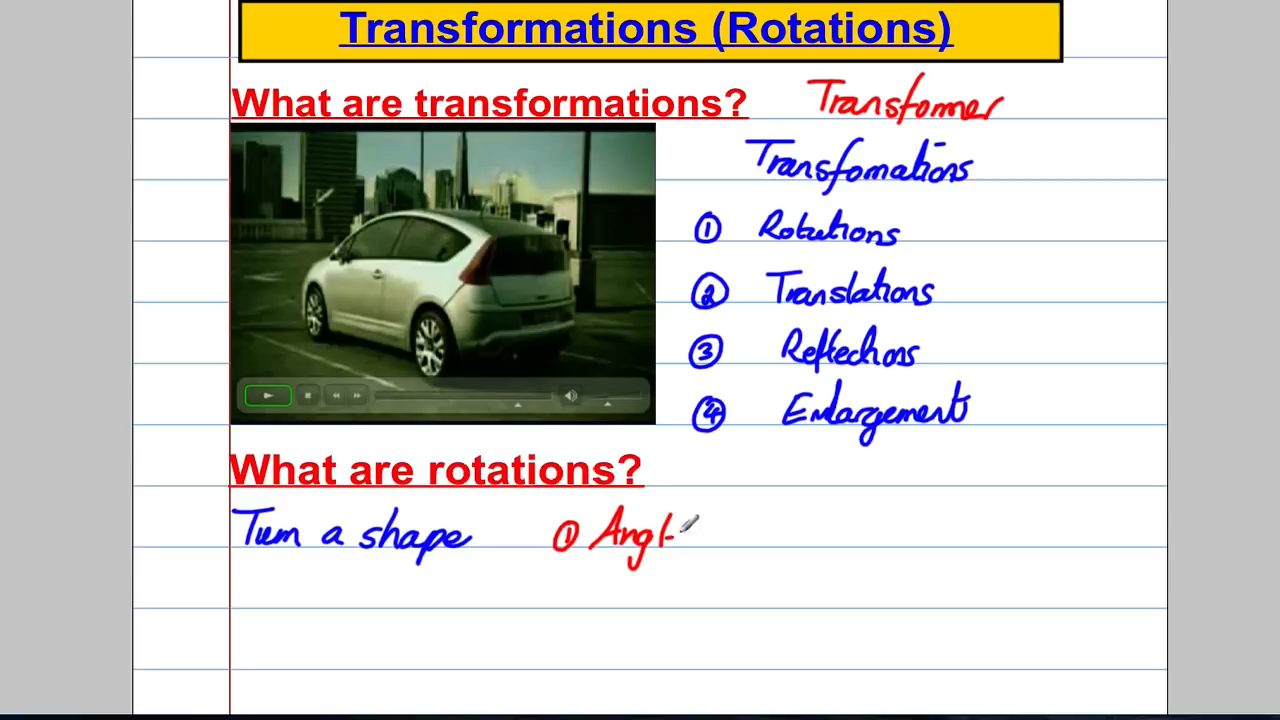 Transformations (Rotations)
What are transformations?
Transformer
Transfomations
① Rotations
② Translations
③ Reflections
④ Enlargements
What are rotations?
Turn a shape ① Angl